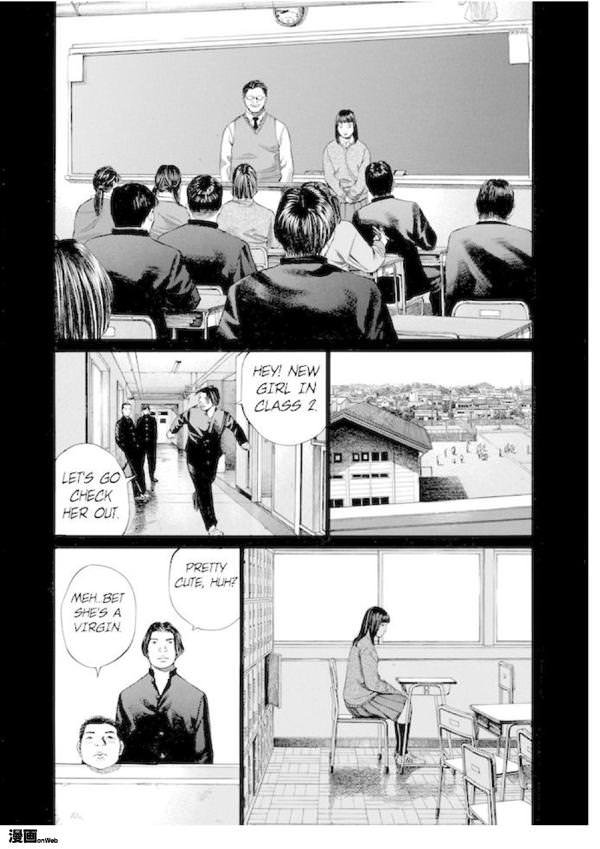 HEY! NEW
GIRL IN
CLASS 2.
LET'S GO
CHECK
HER OUT.
PRETTY
CUTE, HUH?
MEH...BET
SHE'S A
VIRGIN.
漫画onWeb